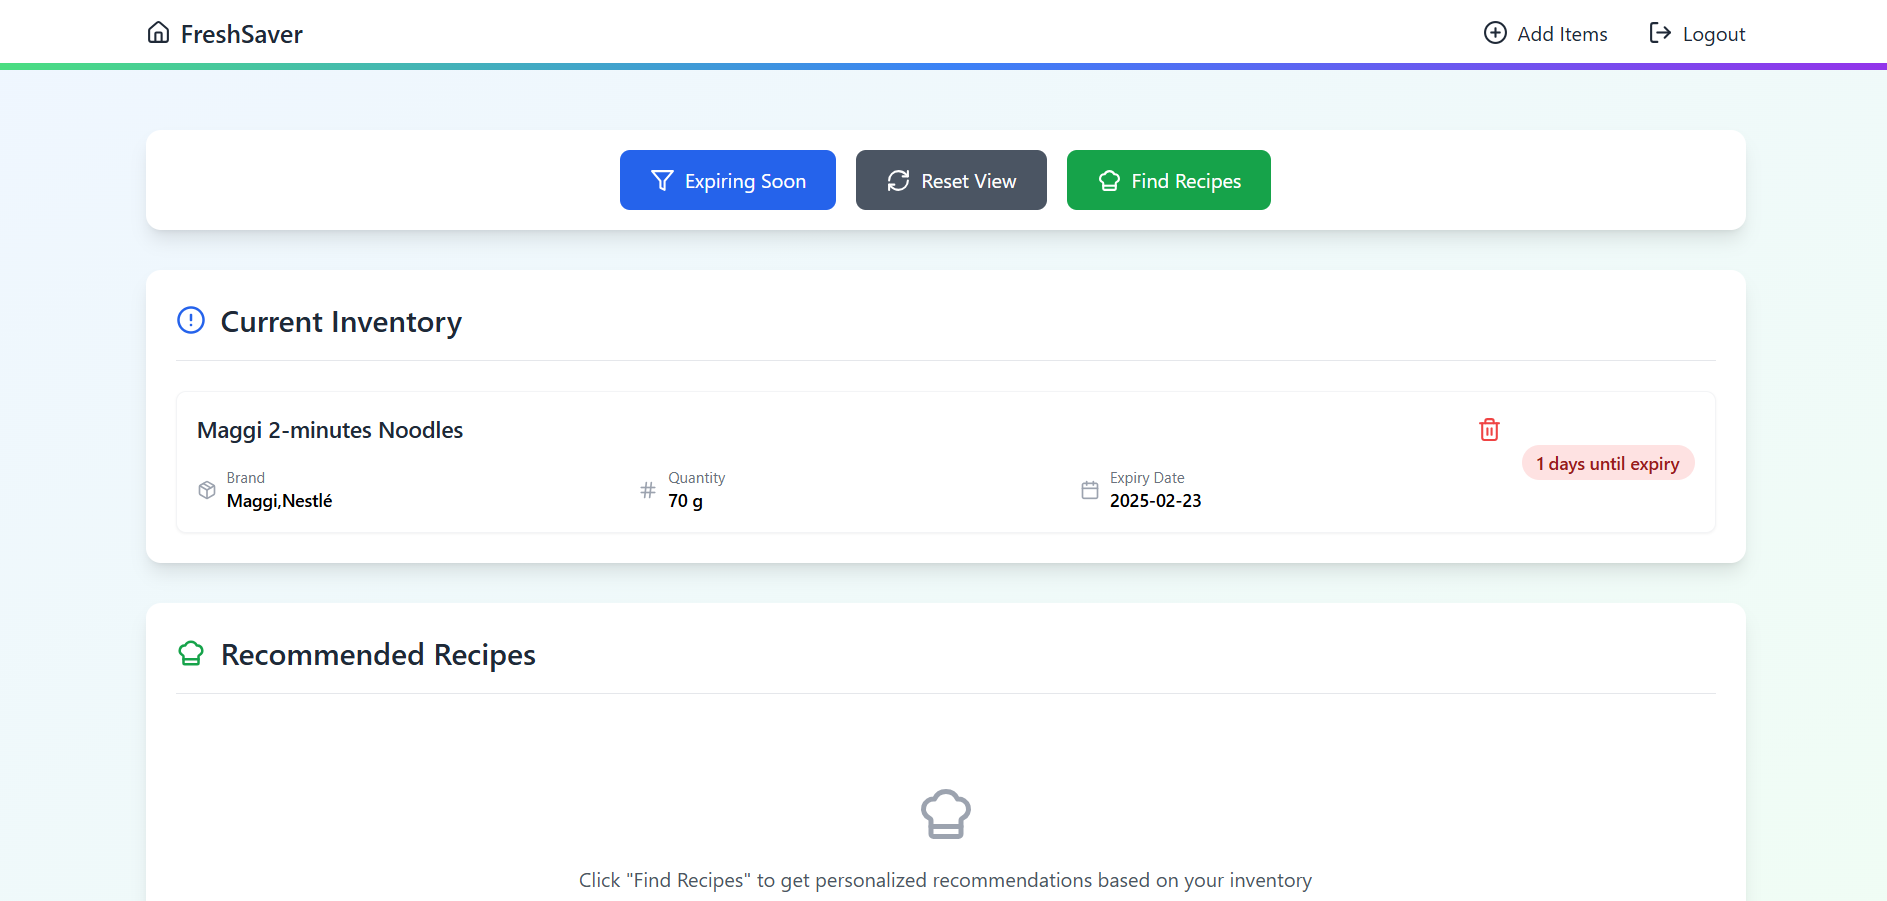 FreshSaver
Add Items
Logout
Expiring Soon
Reset View
Find Recipes
Current Inventory
Maggi 2-minutes Noodles
Brand
Maggi,Nestlé
Quantity
70 g
Expiry Date
2025-02-23
1 days until expiry
Recommended Recipes
Click "Find Recipes" to get personalized recommendations based on your inventory